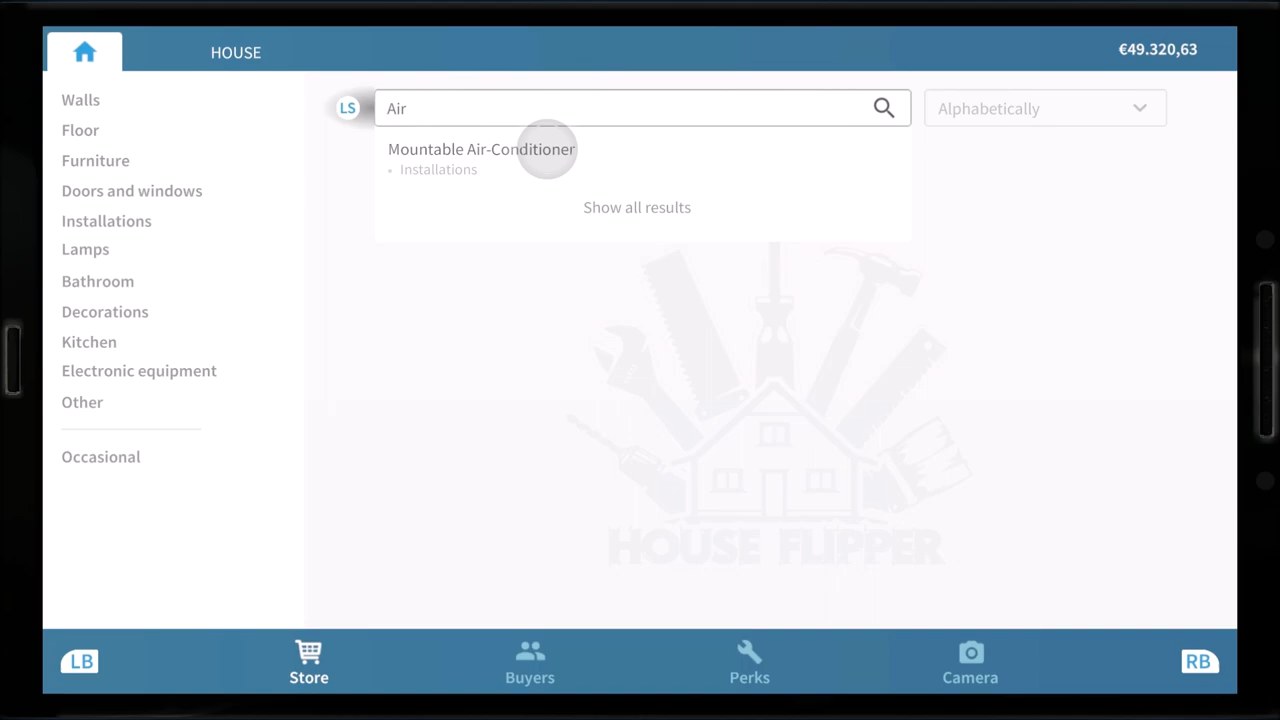 HOUSE
€49.320,63
Walls
Floor
Furniture
Doors and windows
Installations
Lamps
Bathroom
Decorations
Kitchen
Electronic equipment
Other
Occasional
LS
Air
Alphabetically
Mountable Air-Conditioner
• Installations
Show all results
HOUSE FLIPPER
LB
Store
Buyers
Perks
Camera
RB